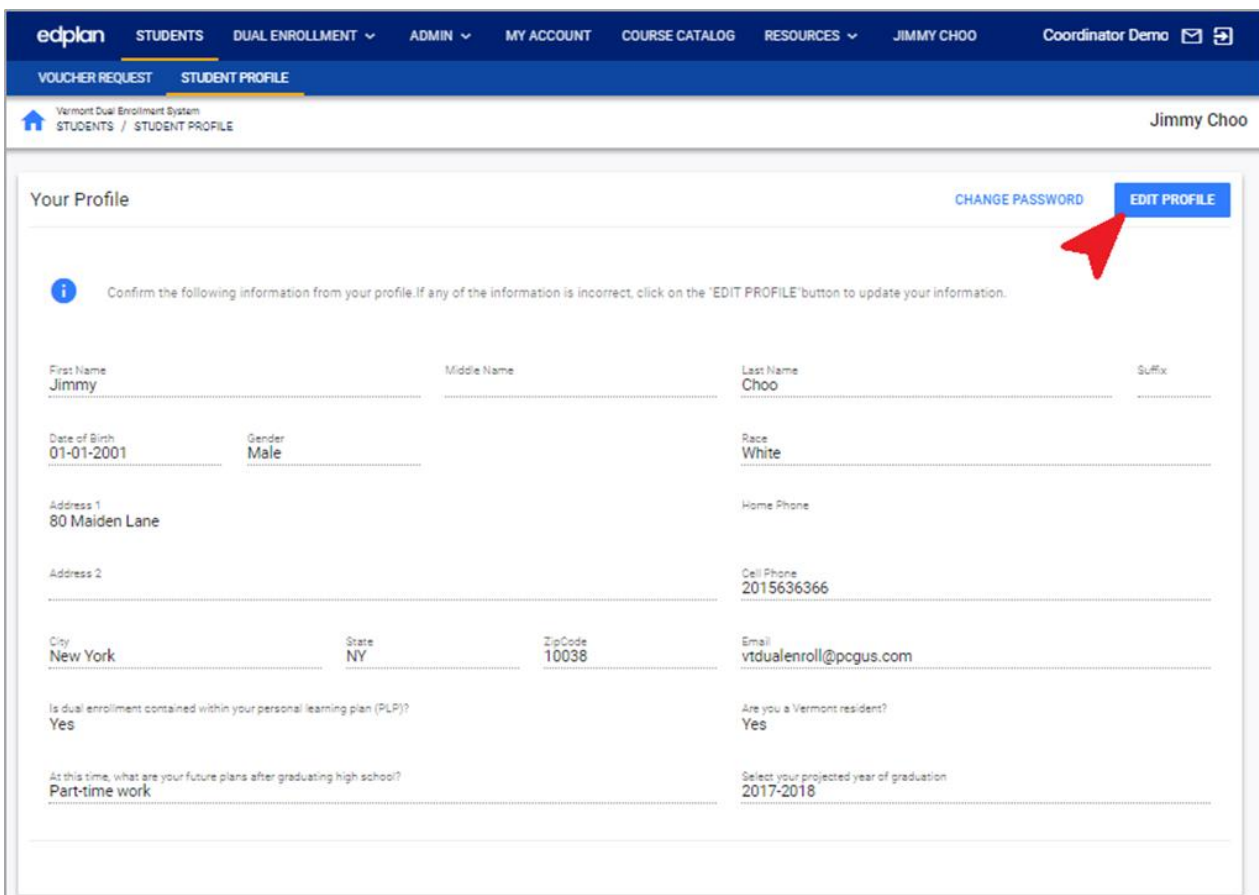 edplan STUDENTS DUAL ENROLLMENT ADMIN MY ACCOUNT COURSE CATALOG RESOURCES JIMMY CHOO Coordinator Demo
VOUCHER REQUEST STUDENT PROFILE
Vermont Dual Enrollment System
STUDENTS / STUDENT PROFILE
Jimmy Choo
Your Profile CHANGE PASSWORD EDIT PROFILE
i Confirm the following information from your profile.If any of the information is incorrect, click on the "EDIT PROFILE"button to update your information.
First Name Middle Name Last Name Suffix
Jimmy Choo
Date of Birth Gender Race
01-01-2001 Male White
Address 1 Home Phone
80 Maiden Lane
Address 2 Cell Phone
2015636366
City State ZipCode Email
New York NY 10038 vtdualenroll@pcgus.com
Is dual enrollment contained within your personal learning plan (PLP)? Are you a Vermont resident?
Yes Yes
At this time, what are your future plans after graduating high school? Select your projected year of graduation
Part-time work 2017-2018